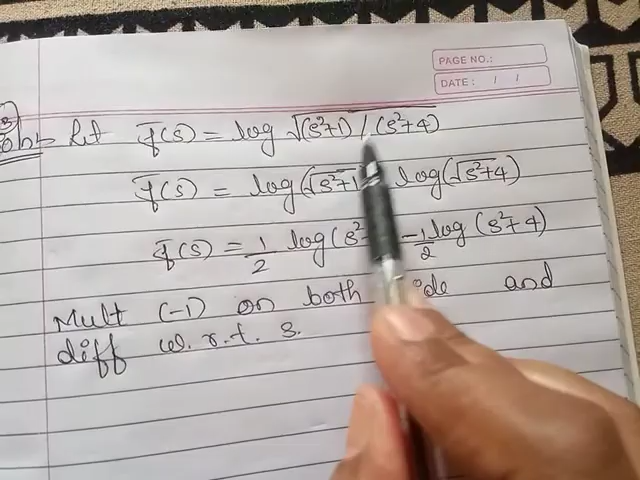 PAGE NO.:
DATE: / /
Let f̄(s) = log √(s²+1) / (s²+4)
f̄(s) = log(√s²+1 log(√s²+4)
f̄(s) = 1/2 log(s² - 1/2 log (s²+4)
Mult (-1) on both ide and
diff w.r.t. s.